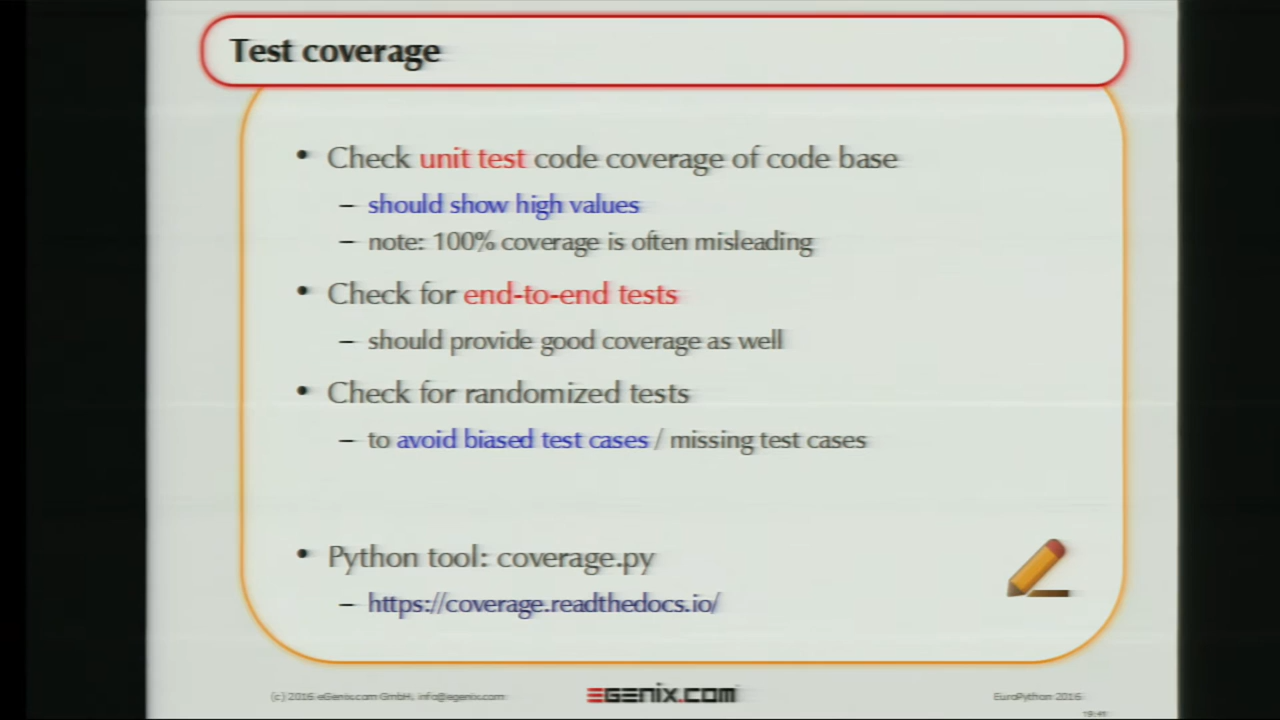 Test coverage
• Check unit test code coverage of code base
– should show high values
– note: 100% coverage is often misleading
• Check for end-to-end tests
– should provide good coverage as well
• Check for randomized tests
– to avoid biased test cases / missing test cases
• Python tool: coverage.py
– https://coverage.readthedocs.io/
(c) 2016 eGenix.com GmbH, info@egenix.com
EGENIX.COM
EuroPython 2016